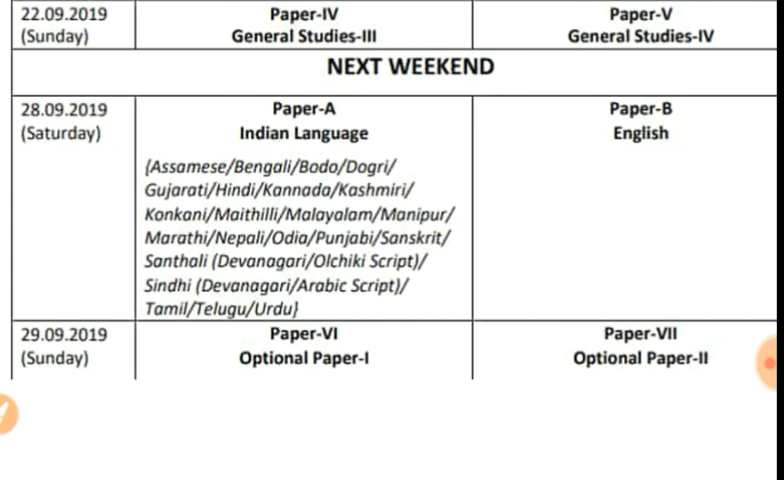 22.09.2019
(Sunday)
Paper-IV
General Studies-III
Paper-V
General Studies-IV
NEXT WEEKEND
28.09.2019
(Saturday)
Paper-A
Indian Language
{Assamese/Bengali/Bodo/Dogri/
Gujarati/Hindi/Kannada/Kashmiri/
Konkani/Maithilli/Malayalam/Manipur/
Marathi/Nepali/Odia/Punjabi/Sanskrit/
Santhali (Devanagari/Olchiki Script)/
Sindhi (Devanagari/Arabic Script)/
Tamil/Telugu/Urdu}
Paper-B
English
29.09.2019
(Sunday)
Paper-VI
Optional Paper-I
Paper-VII
Optional Paper-II